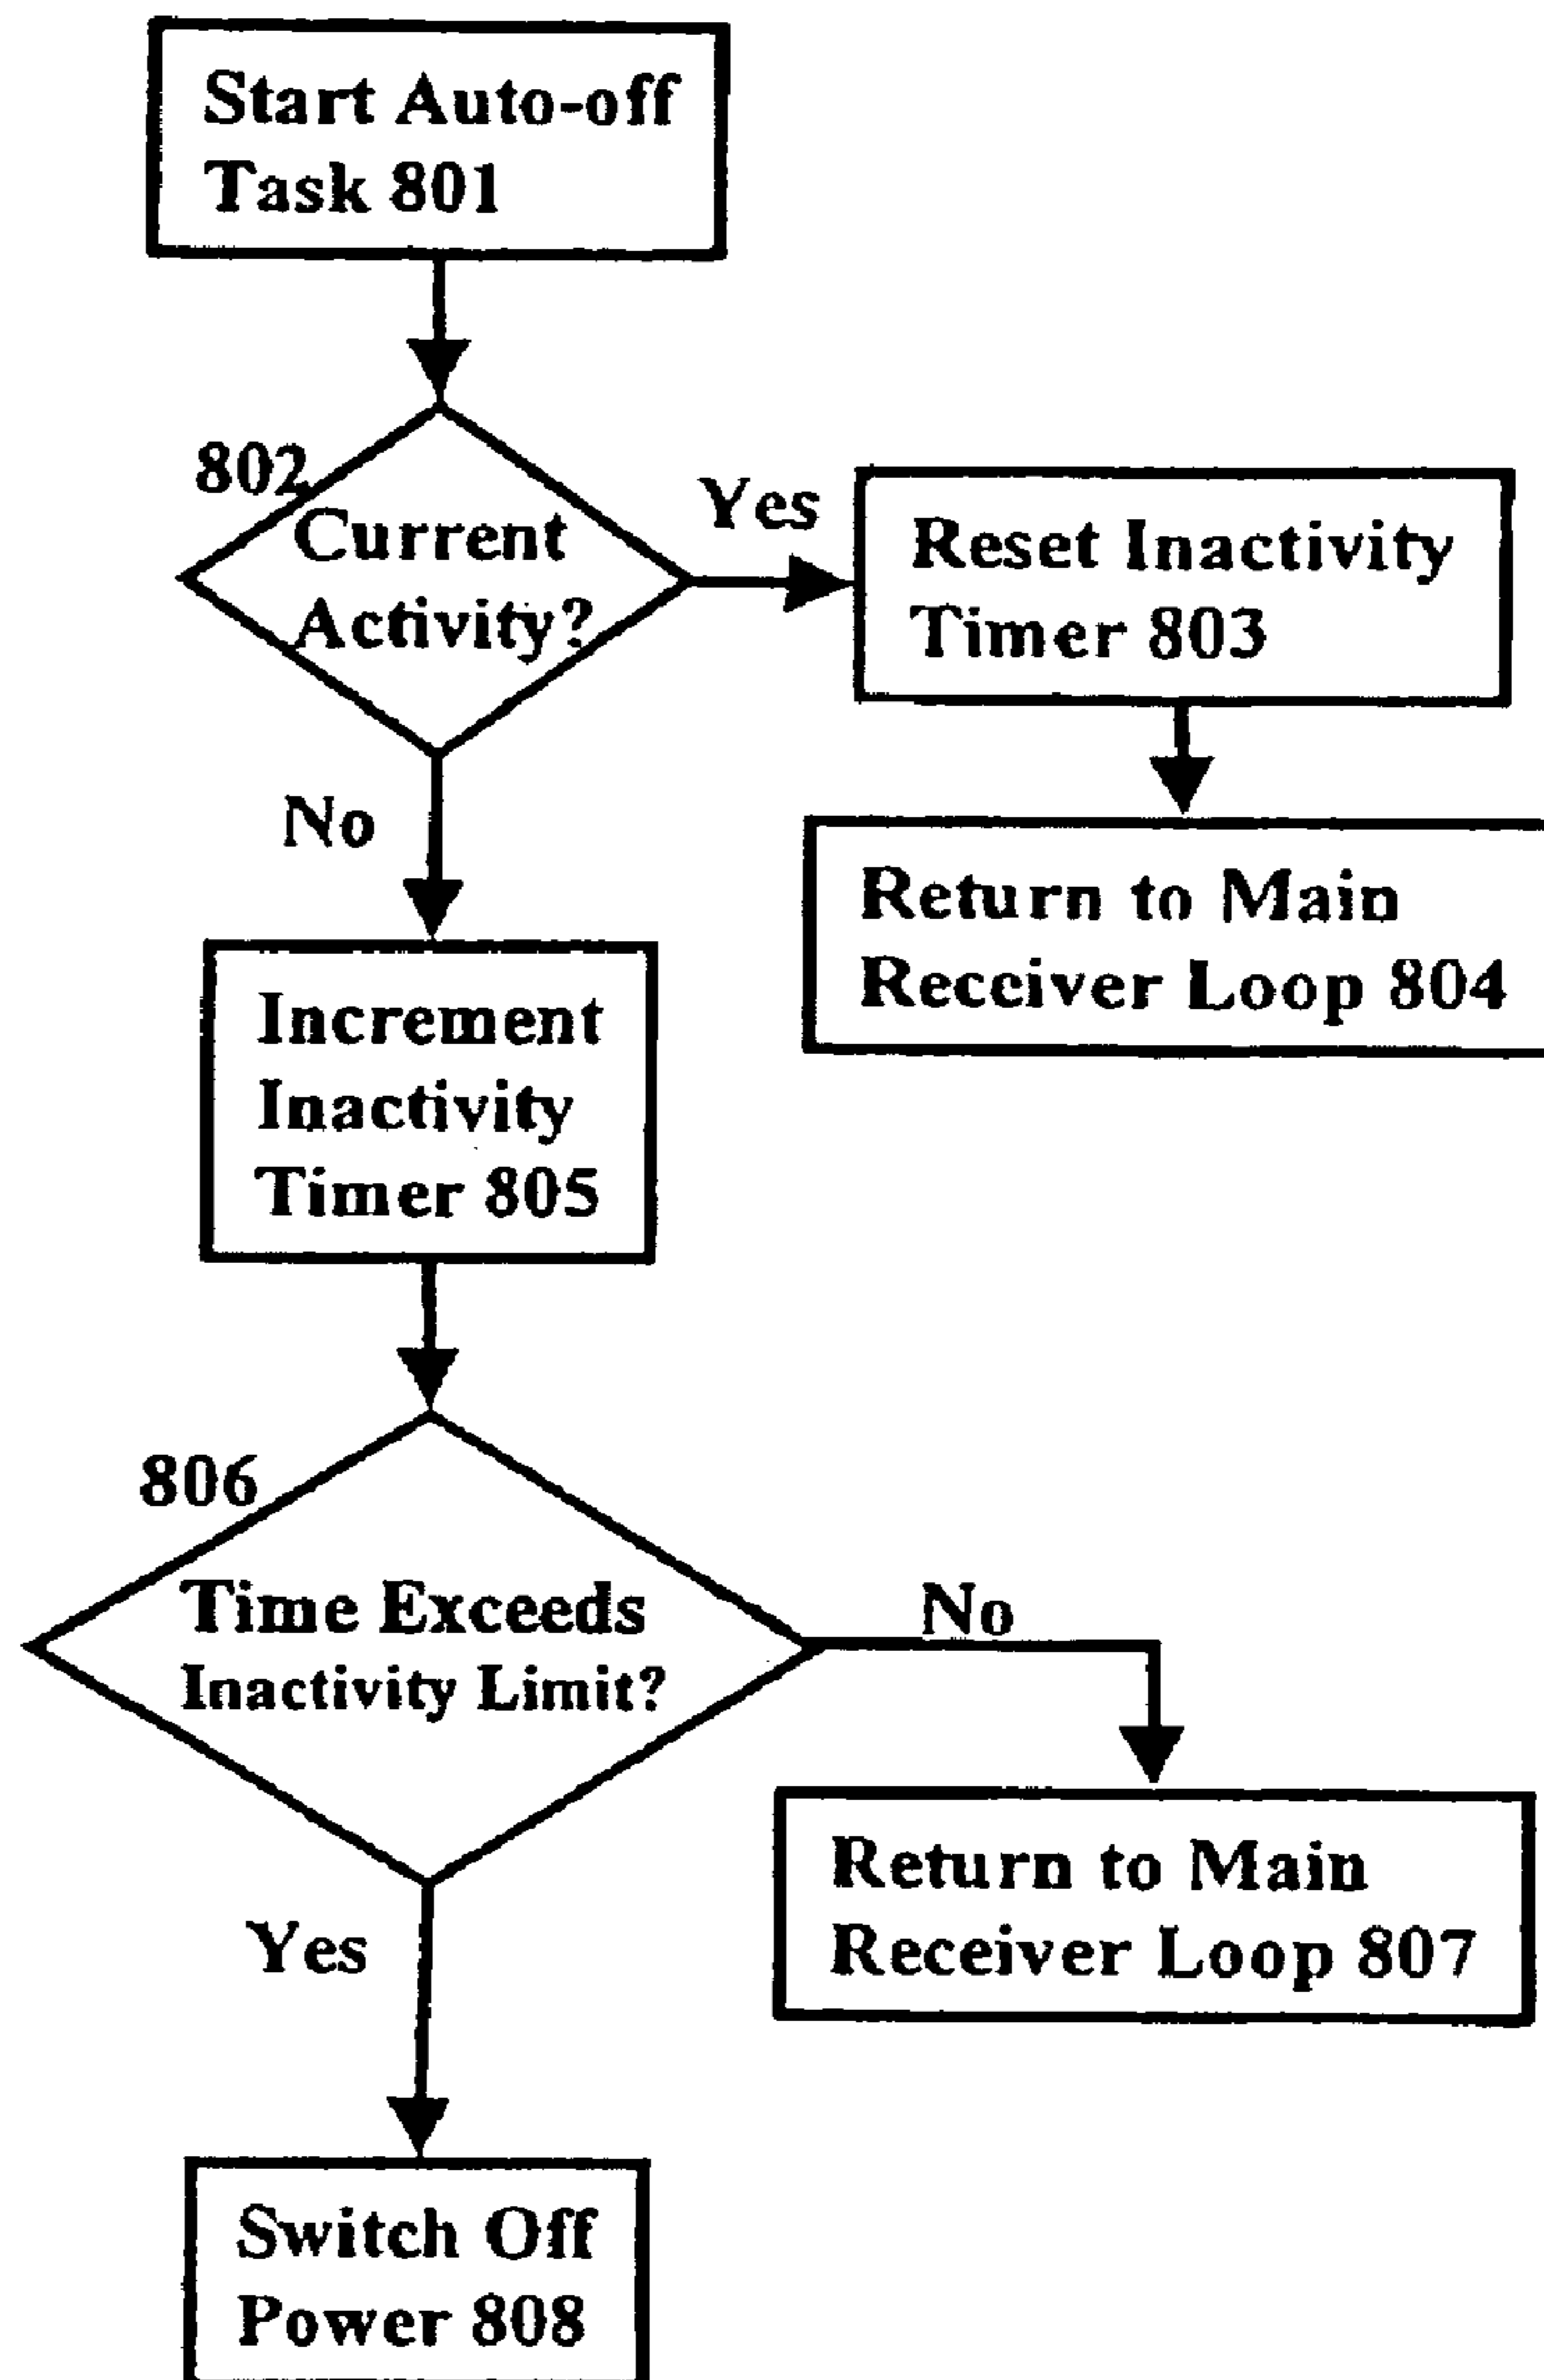 Start Auto-off
Task 801
802
Current
Activity?
Yes
Reset Inactivity
Timer 803
No
Return to Main
Receiver Loop 804
Increment
Inactivity
Timer 805
806
Time Exceeds
Inactivity Limit?
No
Return to Main
Receiver Loop 807
Yes
Switch Off
Power 808